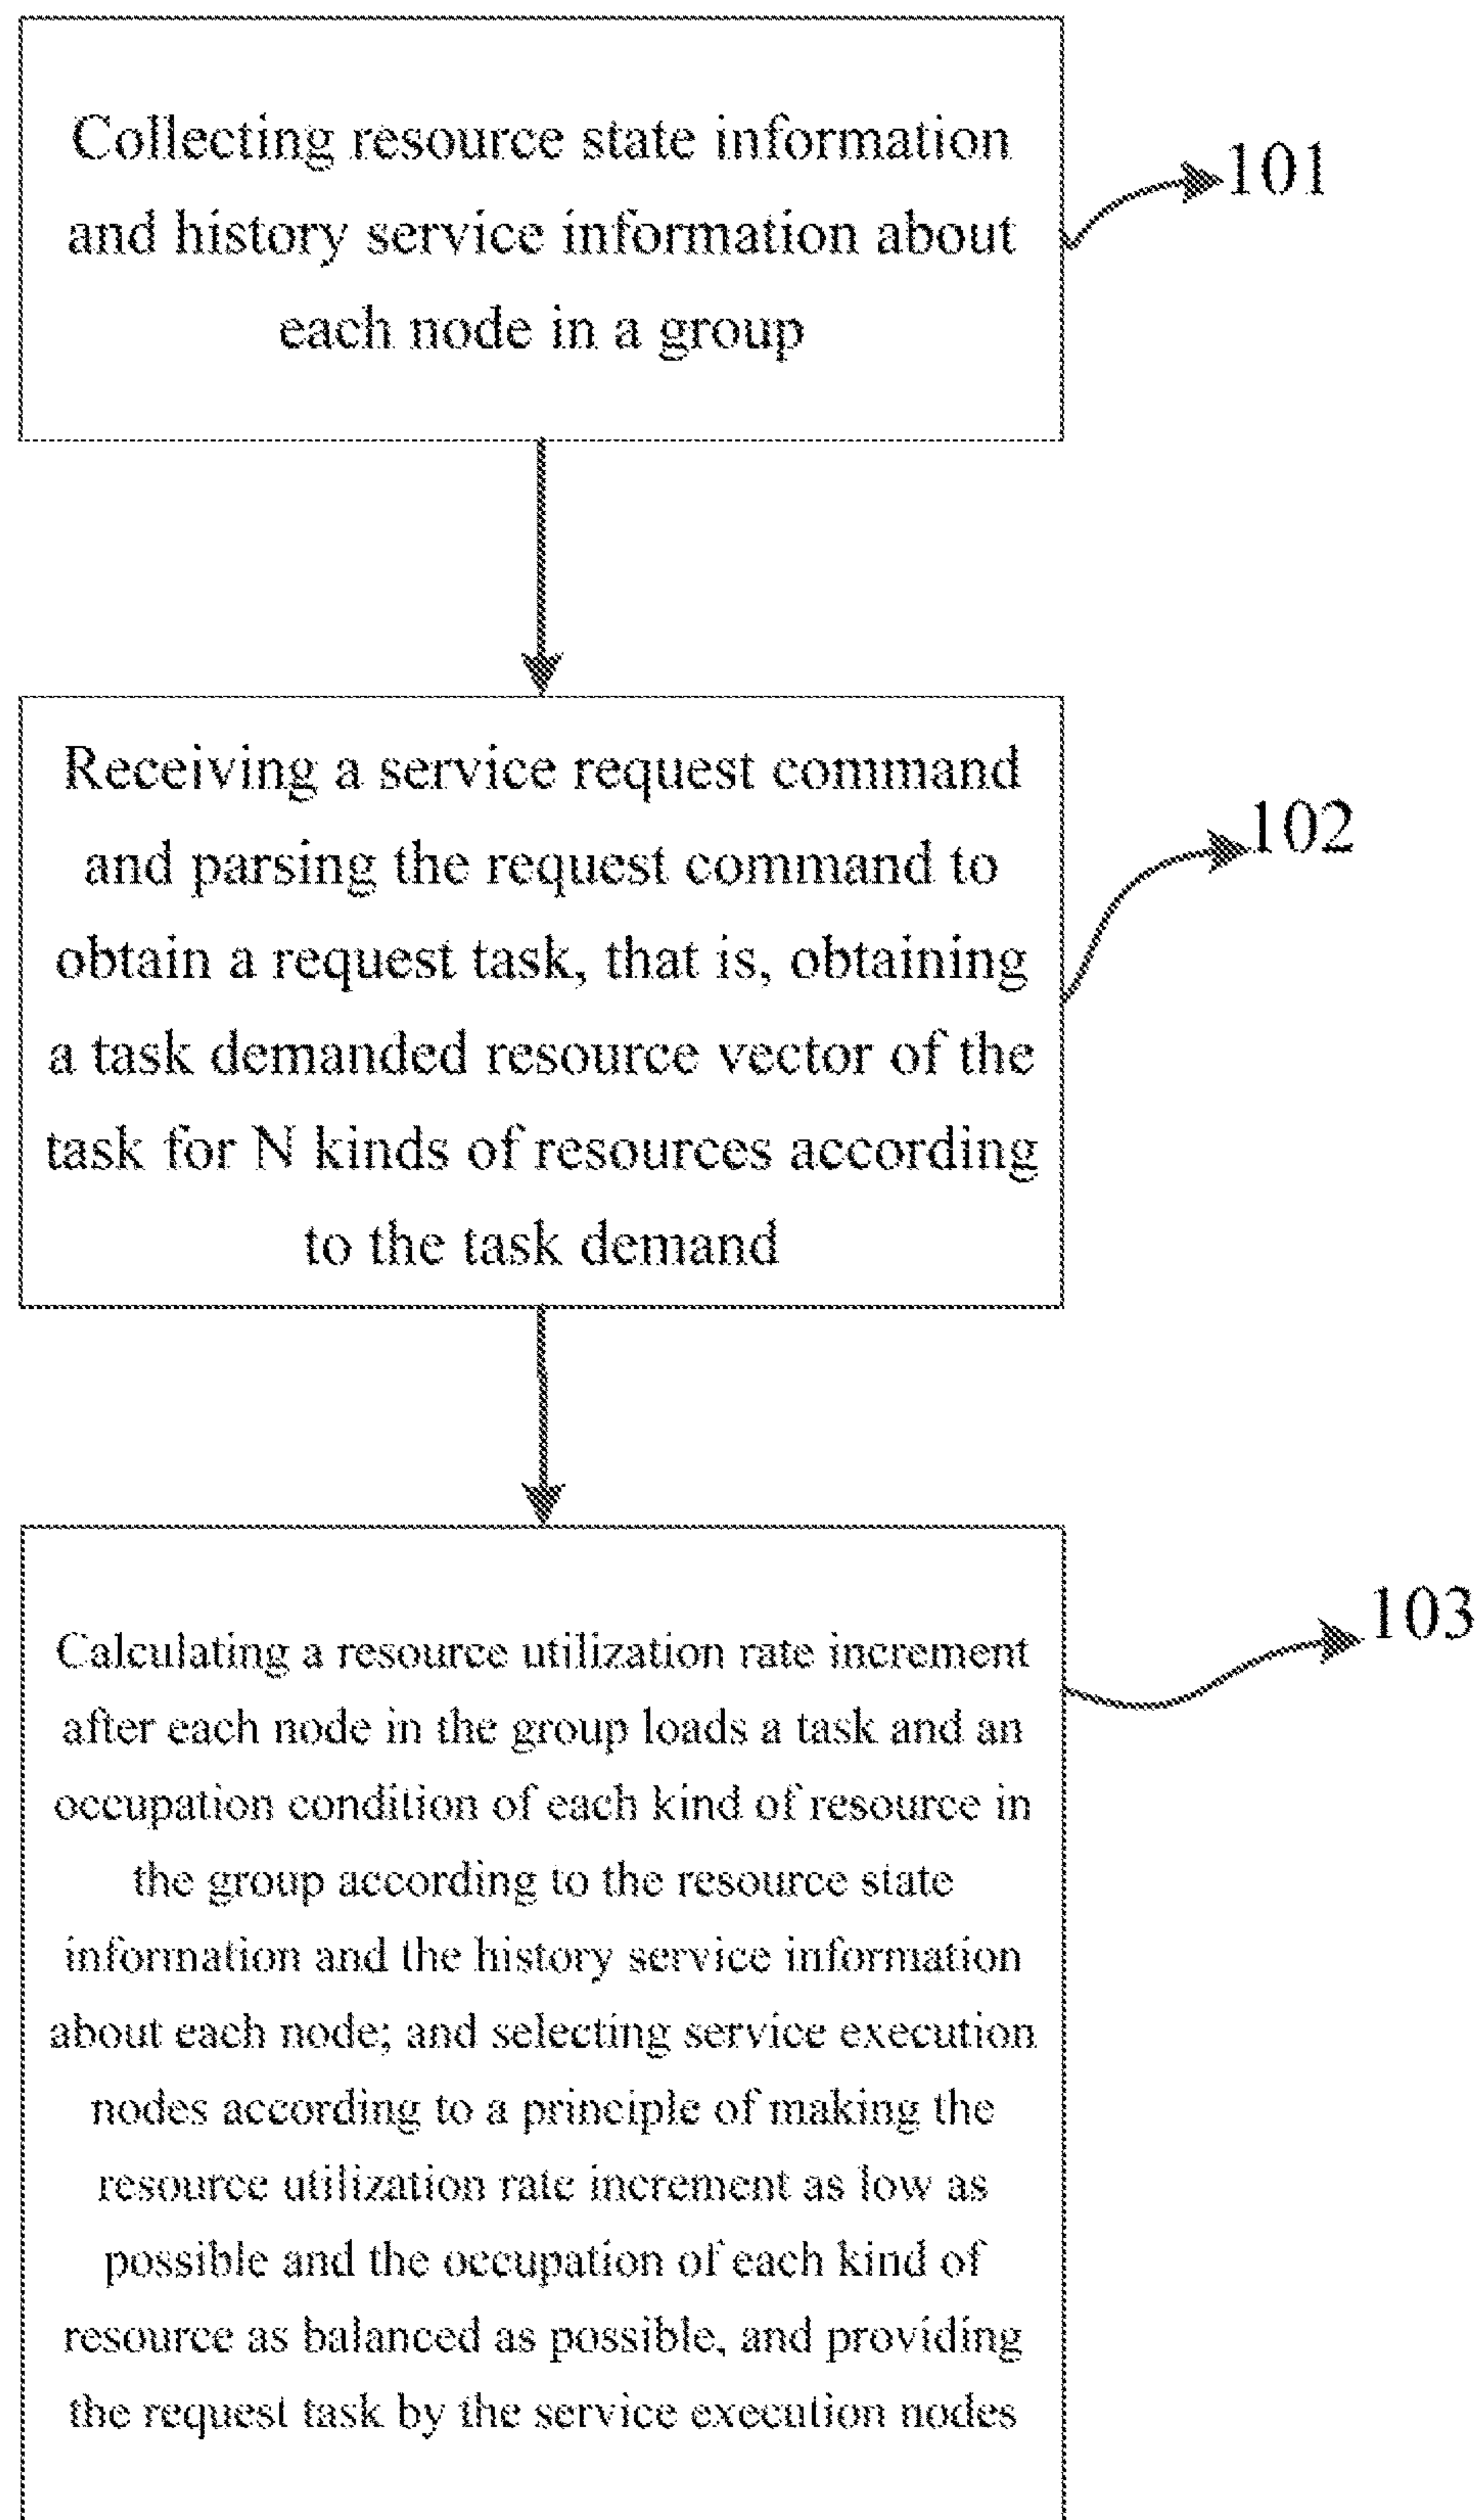 Collecting resource state information
and history service information about
each node in a group
101
Receiving a service request command
and parsing the request command to
obtain a request task, that is, obtaining
a task demanded resource vector of the
task for N kinds of resources according
to the task demand
102
Calculating a resource utilization rate increment
after each node in the group loads a task and an
occupation condition of each kind of resource in
the group according to the resource state
information and the history service information
about each node; and selecting service execution
nodes according to a principle of making the
resource utilization rate increment as low as
possible and the occupation of each kind of
resource as balanced as possible, and providing
the request task by the service execution nodes
103